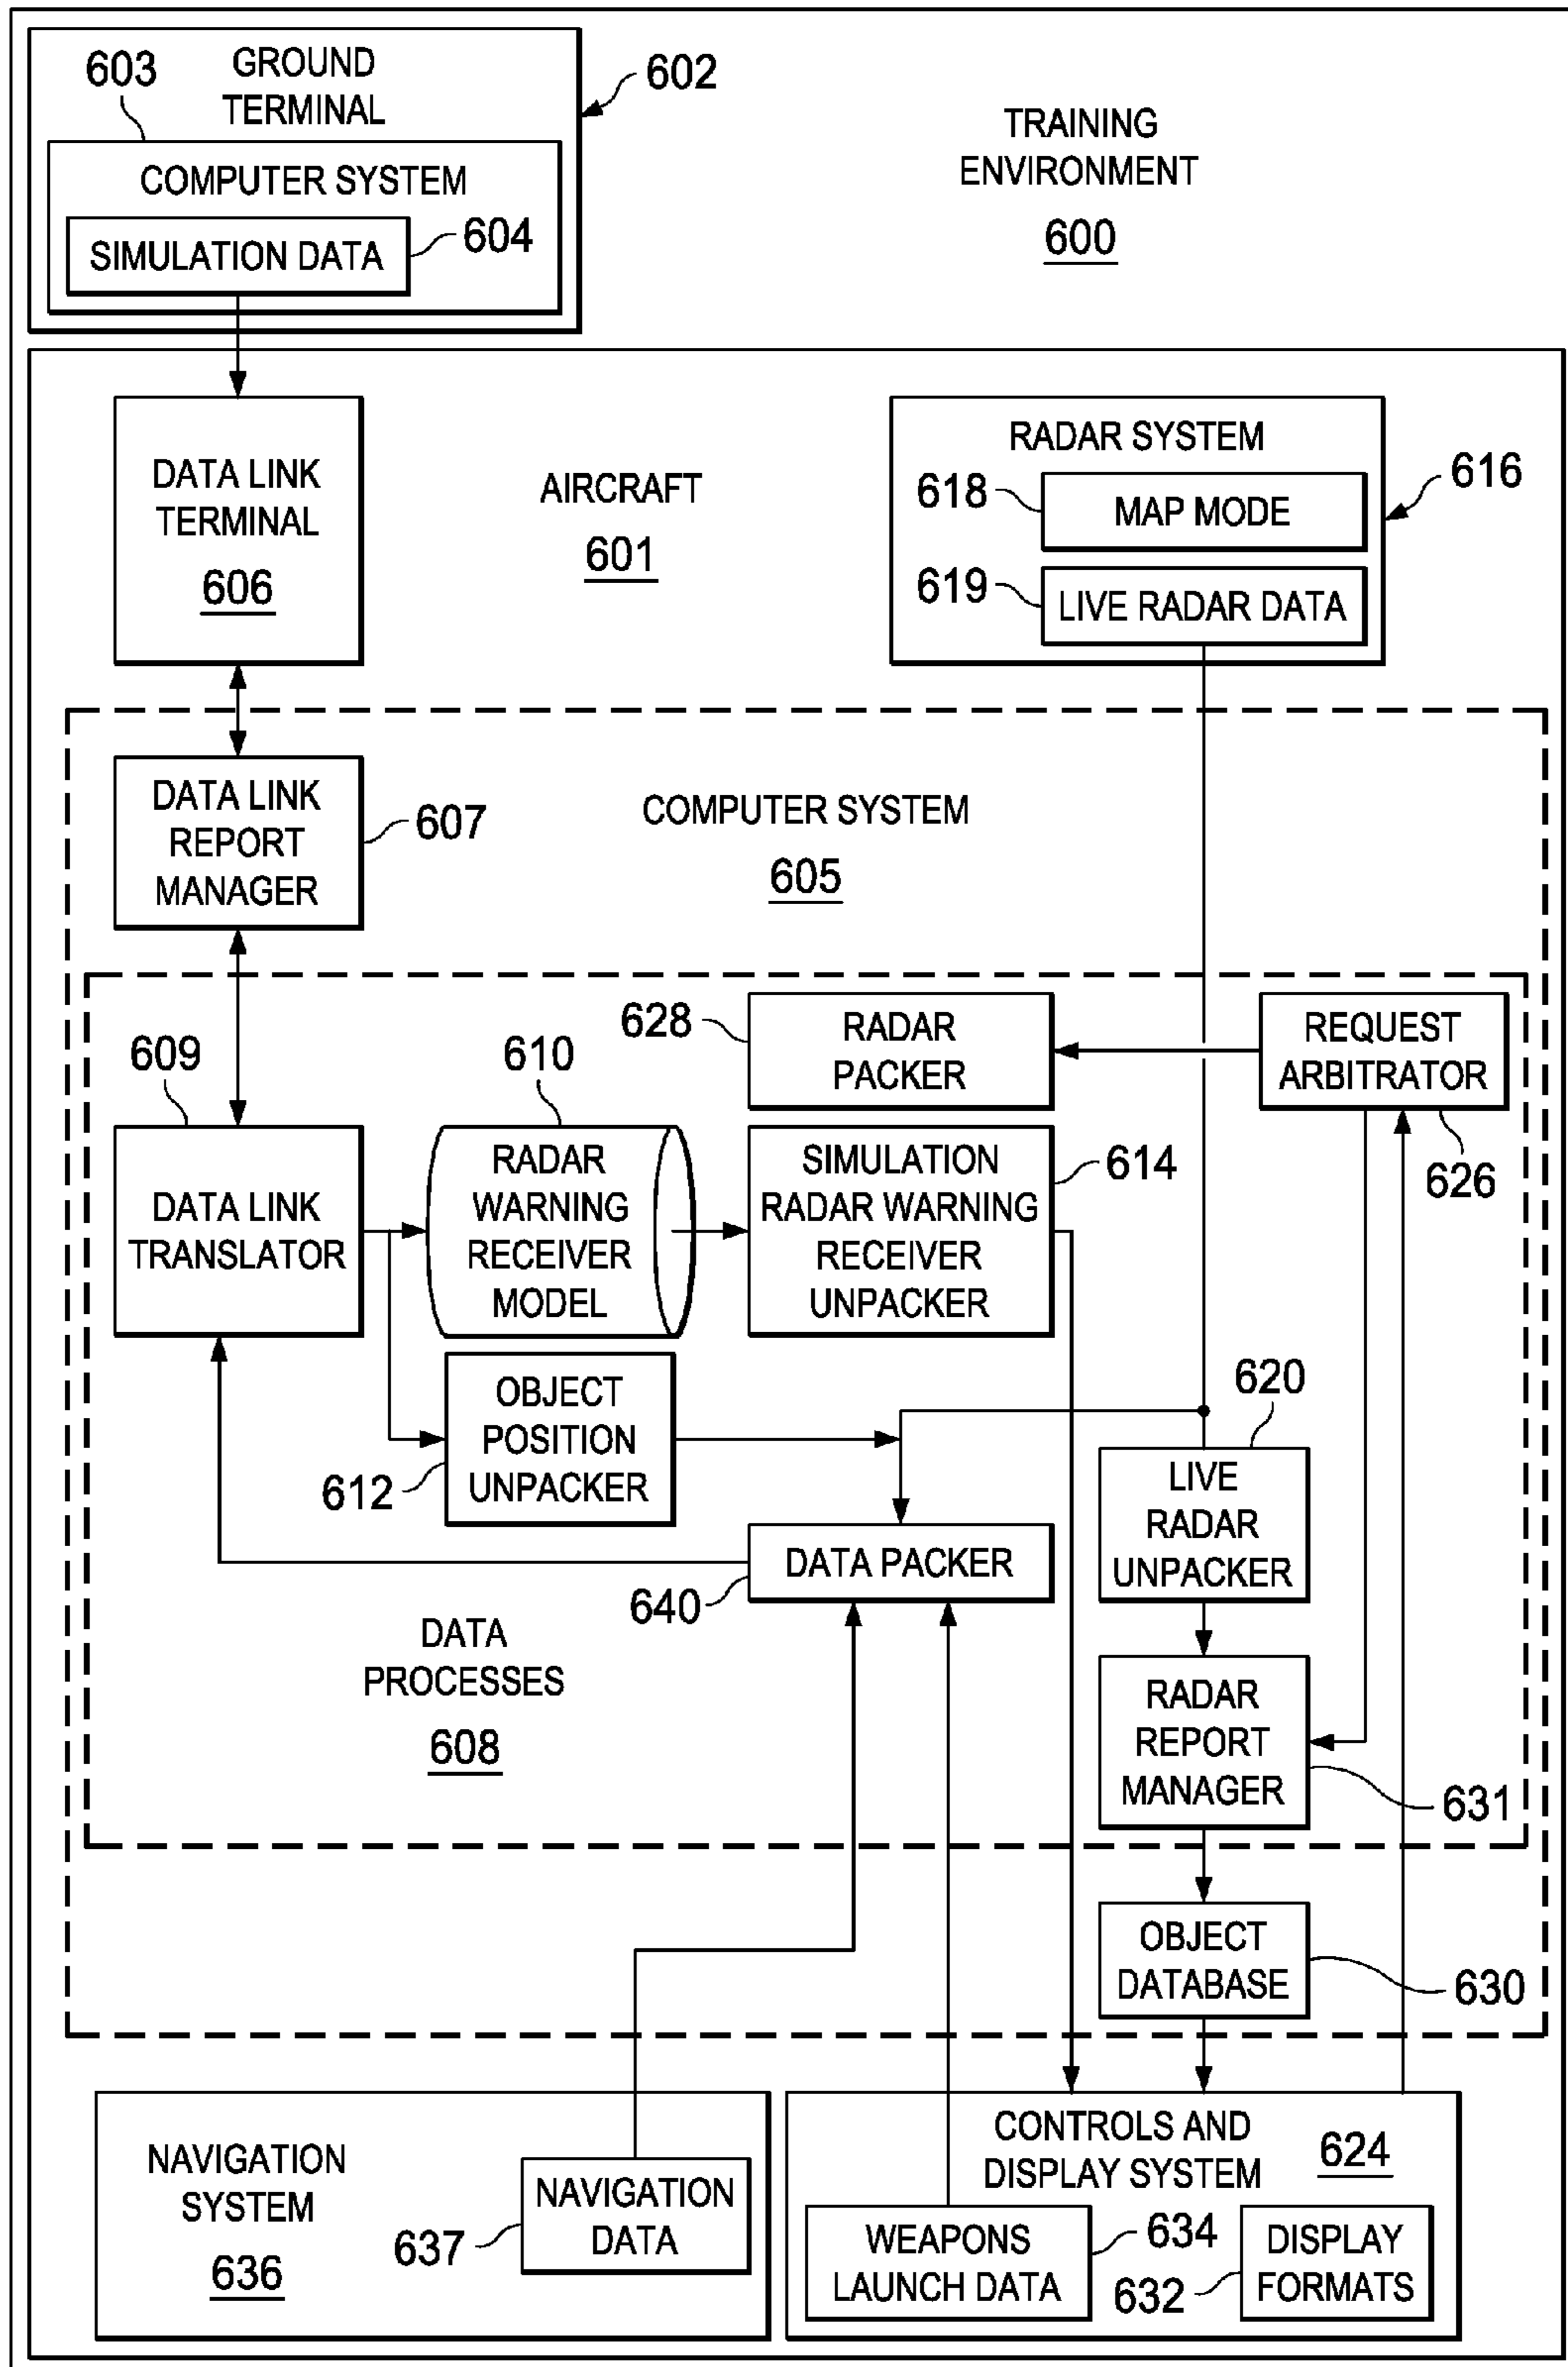 603
GROUND
TERMINAL
602
COMPUTER SYSTEM
SIMULATION DATA
604
TRAINING
ENVIRONMENT
600
DATA LINK
TERMINAL
606
AIRCRAFT
601
RADAR SYSTEM
618
MAP MODE
616
619
LIVE RADAR DATA
DATA LINK
REPORT
MANAGER
607
COMPUTER SYSTEM
605
628
RADAR
PACKER
REQUEST
ARBITRATOR
626
609
DATA LINK
TRANSLATOR
610
RADAR
WARNING
RECEIVER
MODEL
SIMULATION
RADAR WARNING
RECEIVER
UNPACKER
614
OBJECT
POSITION
UNPACKER
612
620
LIVE
RADAR
UNPACKER
DATA PACKER
640
DATA
PROCESSES
608
RADAR
REPORT
MANAGER
631
OBJECT
DATABASE
630
NAVIGATION
SYSTEM
636
NAVIGATION
DATA
637
CONTROLS AND
DISPLAY SYSTEM
624
WEAPONS
LAUNCH DATA
634
632
DISPLAY
FORMATS